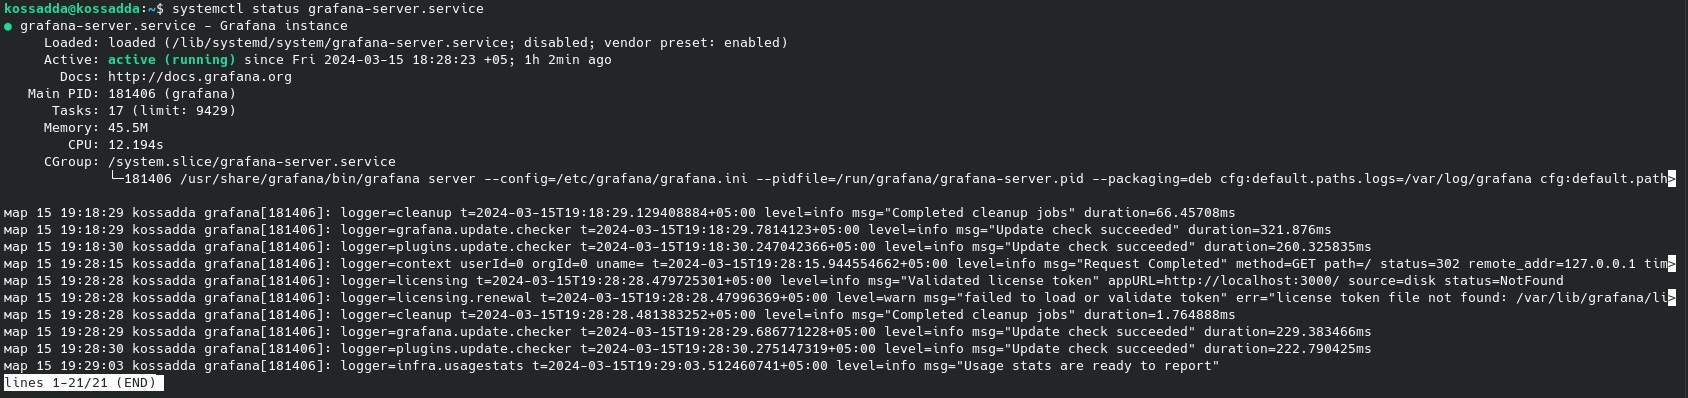 kossadda@kossadda:~$ systemctl status grafana-server.service
● grafana-server.service - Grafana instance
Loaded: loaded (/lib/systemd/system/grafana-server.service; disabled; vendor preset: enabled)
Active: active (running) since Fri 2024-03-15 18:28:23 +05; 1h 2min ago
Docs: http://docs.grafana.org
Main PID: 181406 (grafana)
Tasks: 17 (limit: 9429)
Memory: 45.5M
CPU: 12.194s
CGroup: /system.slice/grafana-server.service
└─181406 /usr/share/grafana/bin/grafana server --config=/etc/grafana/grafana.ini --pidfile=/run/grafana/grafana-server.pid --packaging=deb cfg:default.paths.logs=/var/log/grafana cfg:default.path>
мар 15 19:18:29 kossadda grafana[181406]: logger=cleanup t=2024-03-15T19:18:29.129408884+05:00 level=info msg="Completed cleanup jobs" duration=66.45708ms
мар 15 19:18:29 kossadda grafana[181406]: logger=grafana.update.checker t=2024-03-15T19:18:29.7814123+05:00 level=info msg="Update check succeeded" duration=321.876ms
мар 15 19:18:30 kossadda grafana[181406]: logger=plugins.update.checker t=2024-03-15T19:18:30.247042366+05:00 level=info msg="Update check succeeded" duration=260.325835ms
мар 15 19:28:15 kossadda grafana[181406]: logger=context userId=0 orgId=0 uname= t=2024-03-15T19:28:15.944554662+05:00 level=info msg="Request Completed" method=GET path=/ status=302 remote_addr=127.0.0.1 tim>
мар 15 19:28:28 kossadda grafana[181406]: logger=licensing t=2024-03-15T19:28:28.479725301+05:00 level=info msg="Validated license token" appURL=http://localhost:3000/ source=disk status=NotFound
мар 15 19:28:28 kossadda grafana[181406]: logger=licensing.renewal t=2024-03-15T19:28:28.47996369+05:00 level=warn msg="failed to load or validate token" err="license token file not found: /var/lib/grafana/li>
мар 15 19:28:28 kossadda grafana[181406]: logger=cleanup t=2024-03-15T19:28:28.481383252+05:00 level=info msg="Completed cleanup jobs" duration=1.764888ms
мар 15 19:28:29 kossadda grafana[181406]: logger=grafana.update.checker t=2024-03-15T19:28:29.686771228+05:00 level=info msg="Update check succeeded" duration=229.383466ms
мар 15 19:28:30 kossadda grafana[181406]: logger=plugins.update.checker t=2024-03-15T19:28:30.275147319+05:00 level=info msg="Update check succeeded" duration=222.790425ms
мар 15 19:29:03 kossadda grafana[181406]: logger=infra.usagestats t=2024-03-15T19:29:03.512460741+05:00 level=info msg="Usage stats are ready to report"
lines 1-21/21 (END)